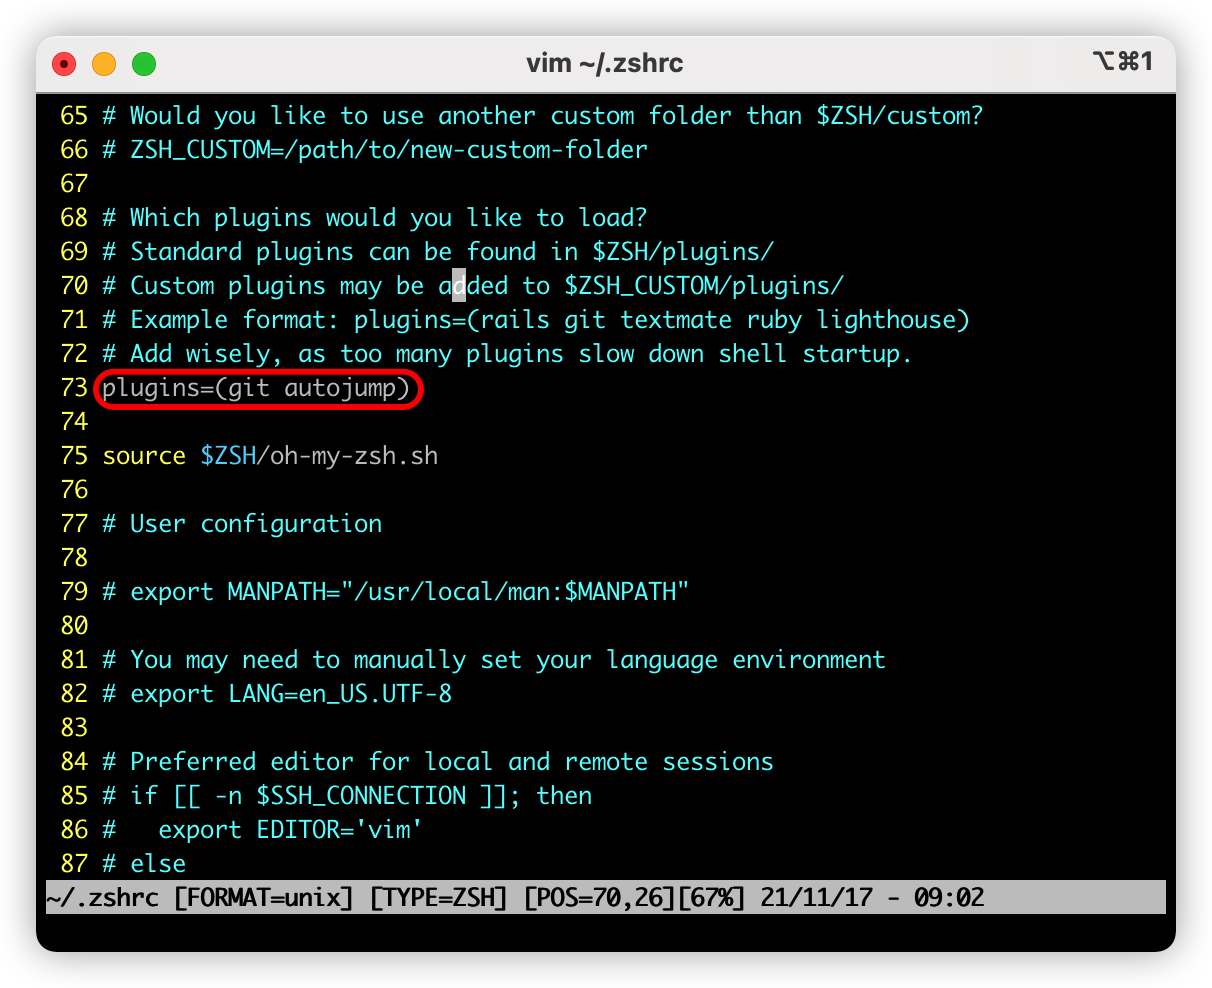 vim ~/.zshrc ⌥⌘1
65 # Would you like to use another custom folder than $ZSH/custom?
66 # ZSH_CUSTOM=/path/to/new-custom-folder
67
68 # Which plugins would you like to load?
69 # Standard plugins can be found in $ZSH/plugins/
70 # Custom plugins may be added to $ZSH_CUSTOM/plugins/
71 # Example format: plugins=(rails git textmate ruby lighthouse)
72 # Add wisely, as too many plugins slow down shell startup.
73 plugins=(git autojump)
74
75 source $ZSH/oh-my-zsh.sh
76
77 # User configuration
78
79 # export MANPATH="/usr/local/man:$MANPATH"
80
81 # You may need to manually set your language environment
82 # export LANG=en_US.UTF-8
83
84 # Preferred editor for local and remote sessions
85 # if [[ -n $SSH_CONNECTION ]]; then
86 #   export EDITOR='vim'
87 # else
~/.zshrc [FORMAT=unix] [TYPE=ZSH] [POS=70,26][67%] 21/11/17 - 09:02